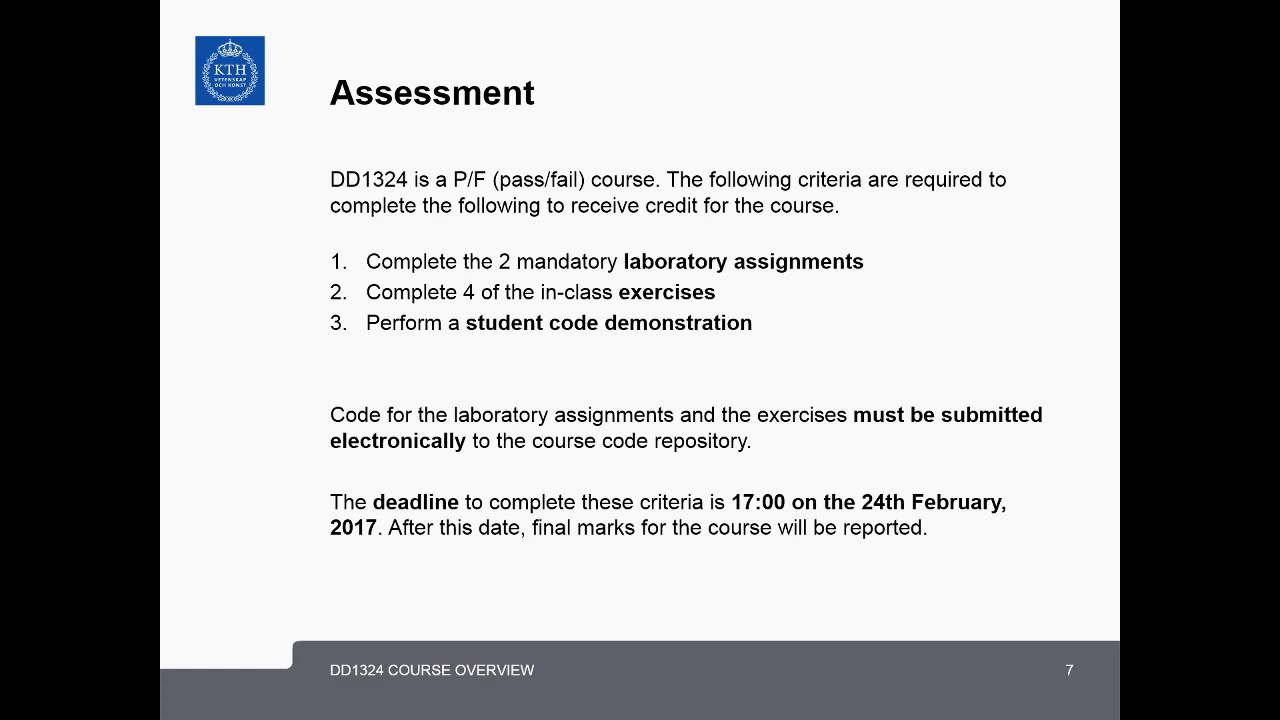 KTH
VETENSKAP
OCH KONST
Assessment
DD1324 is a P/F (pass/fail) course. The following criteria are required to
complete the following to receive credit for the course.
1. Complete the 2 mandatory laboratory assignments
2. Complete 4 of the in-class exercises
3. Perform a student code demonstration
Code for the laboratory assignments and the exercises must be submitted
electronically to the course code repository.
The deadline to complete these criteria is 17:00 on the 24th February,
2017. After this date, final marks for the course will be reported.
DD1324 COURSE OVERVIEW
7